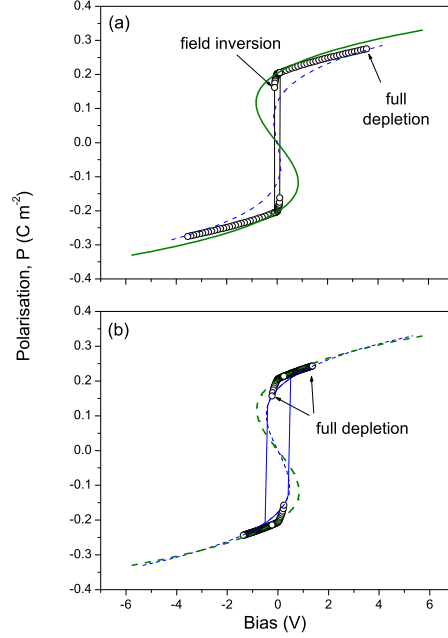 (a)
field inversion
full
depletion
0.4
0.3
0.2
0.1
0.0
-0.1
-0.2
-0.3
0.4
Polarisation, P (C m-2)
(b)
full depletion
0.4
0.3
0.2
0.1
0.0
-0.1
-0.2
-0.3
-0.4
-6 -4 -2 0 2 4 6
Bias (V)